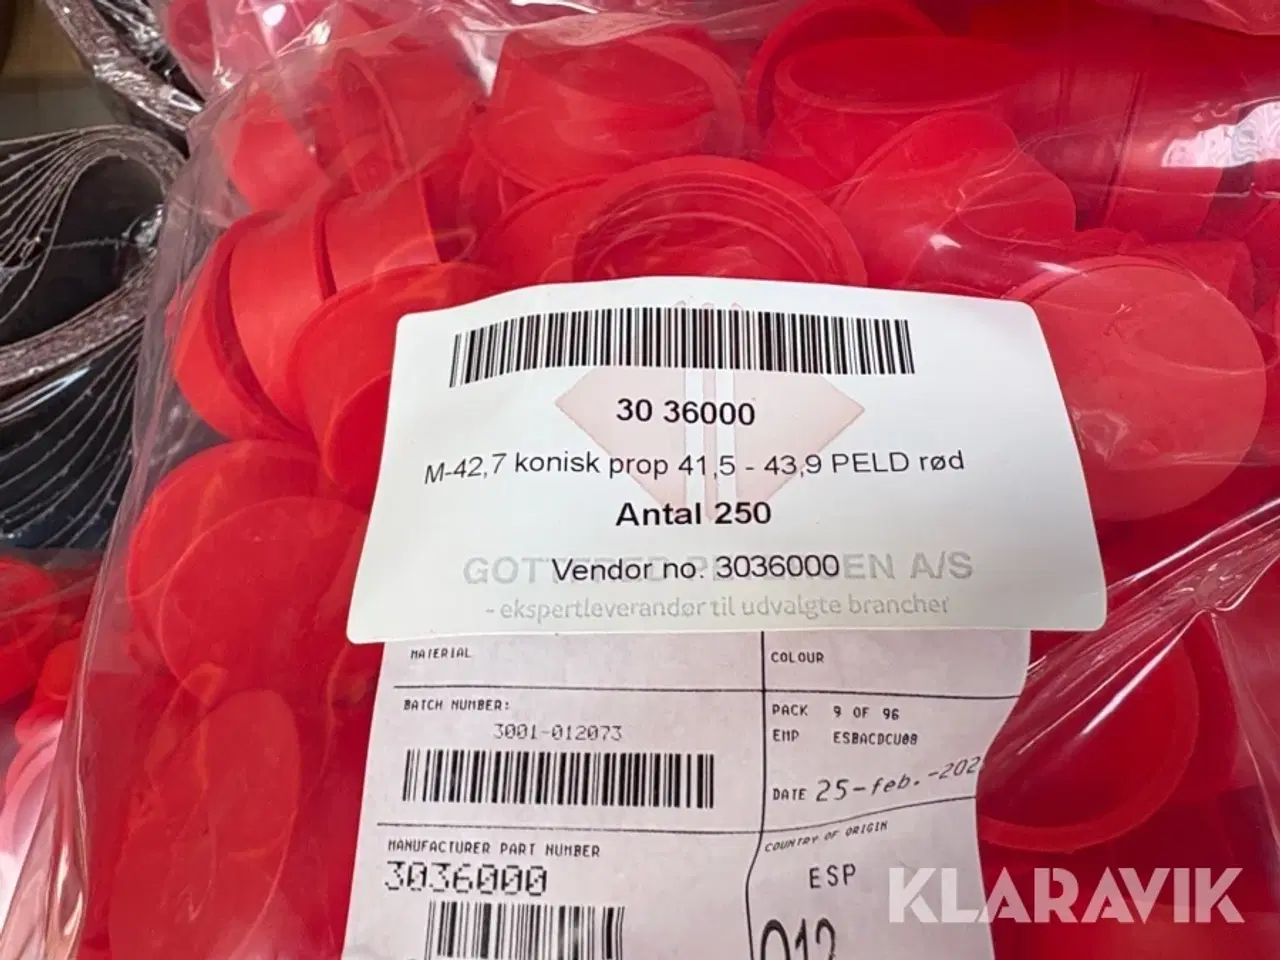 30 36000
M-42,7 konisk prop 41,5 - 43,9 PELD rød
Antal 250
Vendor no. 3036000
A/S
- ekspertleverandør til udvalgte brancher
MATERIAL
COLOUR
BATCH NUMBER:
3001-012073
PACK 9 OF 96
EMP ESBACDCU08
DATE 25-feb.-202
MANUFACTURER PART NUMBER
3036000
COUNTRY OF ORIGIN
ESP
012
KLARAVIK